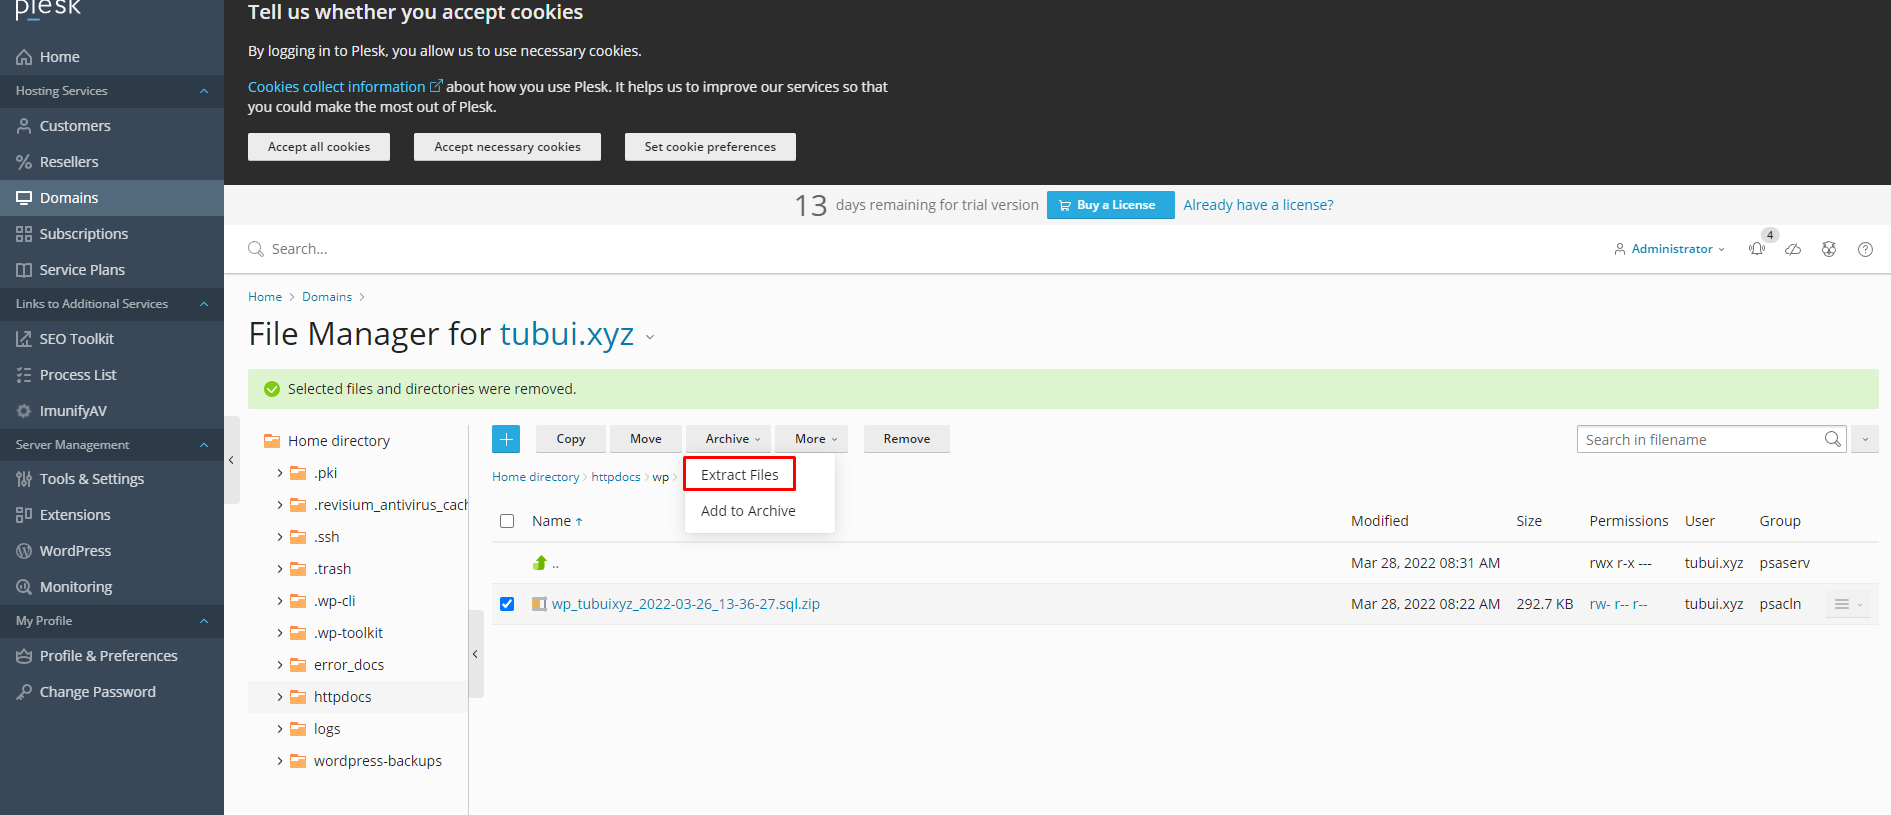 plesk
Home
Hosting Services
Customers
Resellers
Domains
Subscriptions
Service Plans
Links to Additional Services
SEO Toolkit
Process List
ImunifyAV
Server Management
Tools & Settings
Extensions
WordPress
Monitoring
My Profile
Profile & Preferences
Change Password
Tell us whether you accept cookies
By logging in to Plesk, you allow us to use necessary cookies.
Cookies collect information about how you use Plesk. It helps us to improve our services so that
you could make the most out of Plesk.
Accept all cookies Accept necessary cookies Set cookie preferences
13 days remaining for trial version Buy a License Already have a license?
Search... Administrator 4
Home > Domains >
File Manager for tubui.xyz
Selected files and directories were removed.
Home directory
.pki
.revisium_antivirus_cach
.ssh
.trash
.wp-cli
.wp-toolkit
error_docs
httpdocs
logs
wordpress-backups
Copy Move Archive More Remove Search in filename
Home directory > httpdocs > wp >
Extract Files
Add to Archive
Name ↑ Modified Size Permissions User Group
.. Mar 28, 2022 08:31 AM rwx r-x --- tubui.xyz psaserv
wp_tubuixyz_2022-03-26_13-36-27.sql.zip Mar 28, 2022 08:22 AM 292.7 KB rw- r-- r-- tubui.xyz psacln